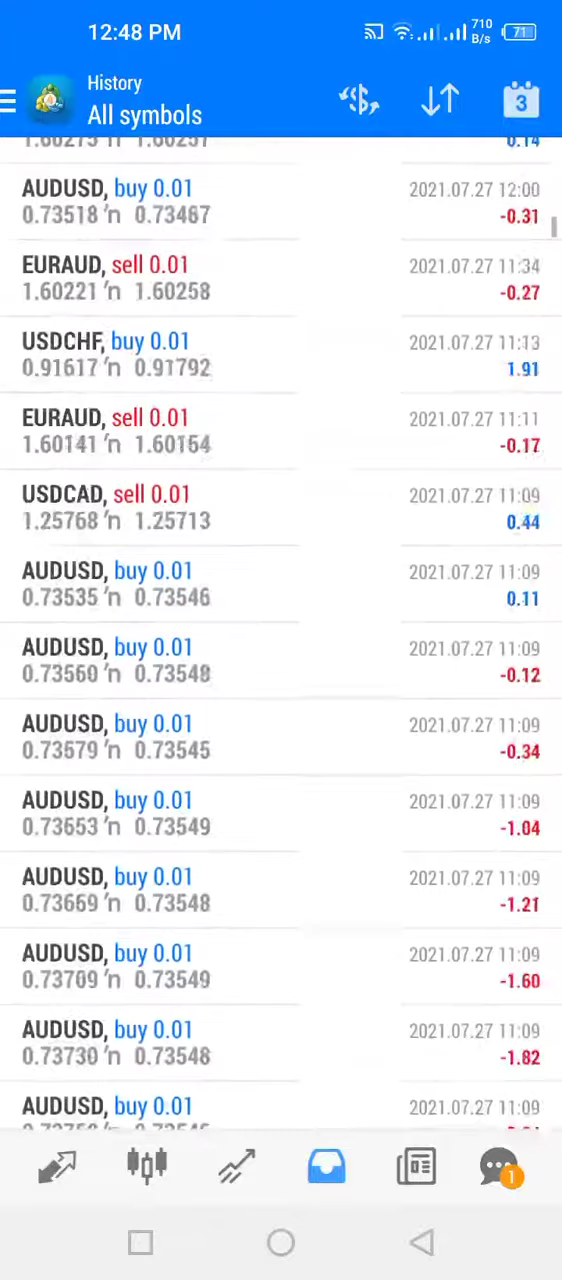 12:48 PM
710
B/s
71
History
All symbols
3
0.14
AUDUSD, buy 0.01
2021.07.27 12:00
0.73518 'n 0.73487
-0.31
EURAUD, sell 0.01
2021.07.27 11:34
1.60221 'n 1.60258
-0.27
USDCHF, buy 0.01
2021.07.27 11:13
0.91617 'n 0.91792
1.91
EURAUD, sell 0.01
2021.07.27 11:11
1.60141 'n 1.60164
-0.17
USDCAD, sell 0.01
2021.07.27 11:09
1.25768 'n 1.25713
0.44
AUDUSD, buy 0.01
2021.07.27 11:09
0.73535 'n 0.73546
0.11
AUDUSD, buy 0.01
2021.07.27 11:09
0.73560 'n 0.73548
-0.12
AUDUSD, buy 0.01
2021.07.27 11:09
0.73579 'n 0.73545
-0.34
AUDUSD, buy 0.01
2021.07.27 11:09
0.73653 'n 0.73549
-1.04
AUDUSD, buy 0.01
2021.07.27 11:09
0.73669 'n 0.73548
-1.21
AUDUSD, buy 0.01
2021.07.27 11:09
0.73709 'n 0.73549
-1.60
AUDUSD, buy 0.01
2021.07.27 11:09
0.73730 'n 0.73548
-1.82
AUDUSD, buy 0.01
2021.07.27 11:09
1